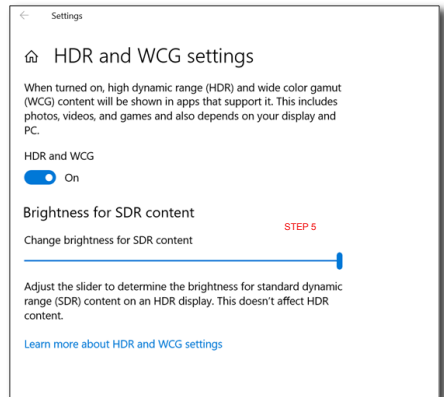 Settings
HDR and WCG settings
When turned on, high dynamic range (HDR) and wide color gamut
(WCG) content will be shown in apps that support it. This includes
photos, videos, and games and also depends on your display and
PC.
HDR and WCG
On
Brightness for SDR content
STEP 5
Change brightness for SDR content
Adjust the slider to determine the brightness for standard dynamic
range (SDR) content on an HDR display. This doesn't affect HDR
content.
Learn more about HDR and WCG settings